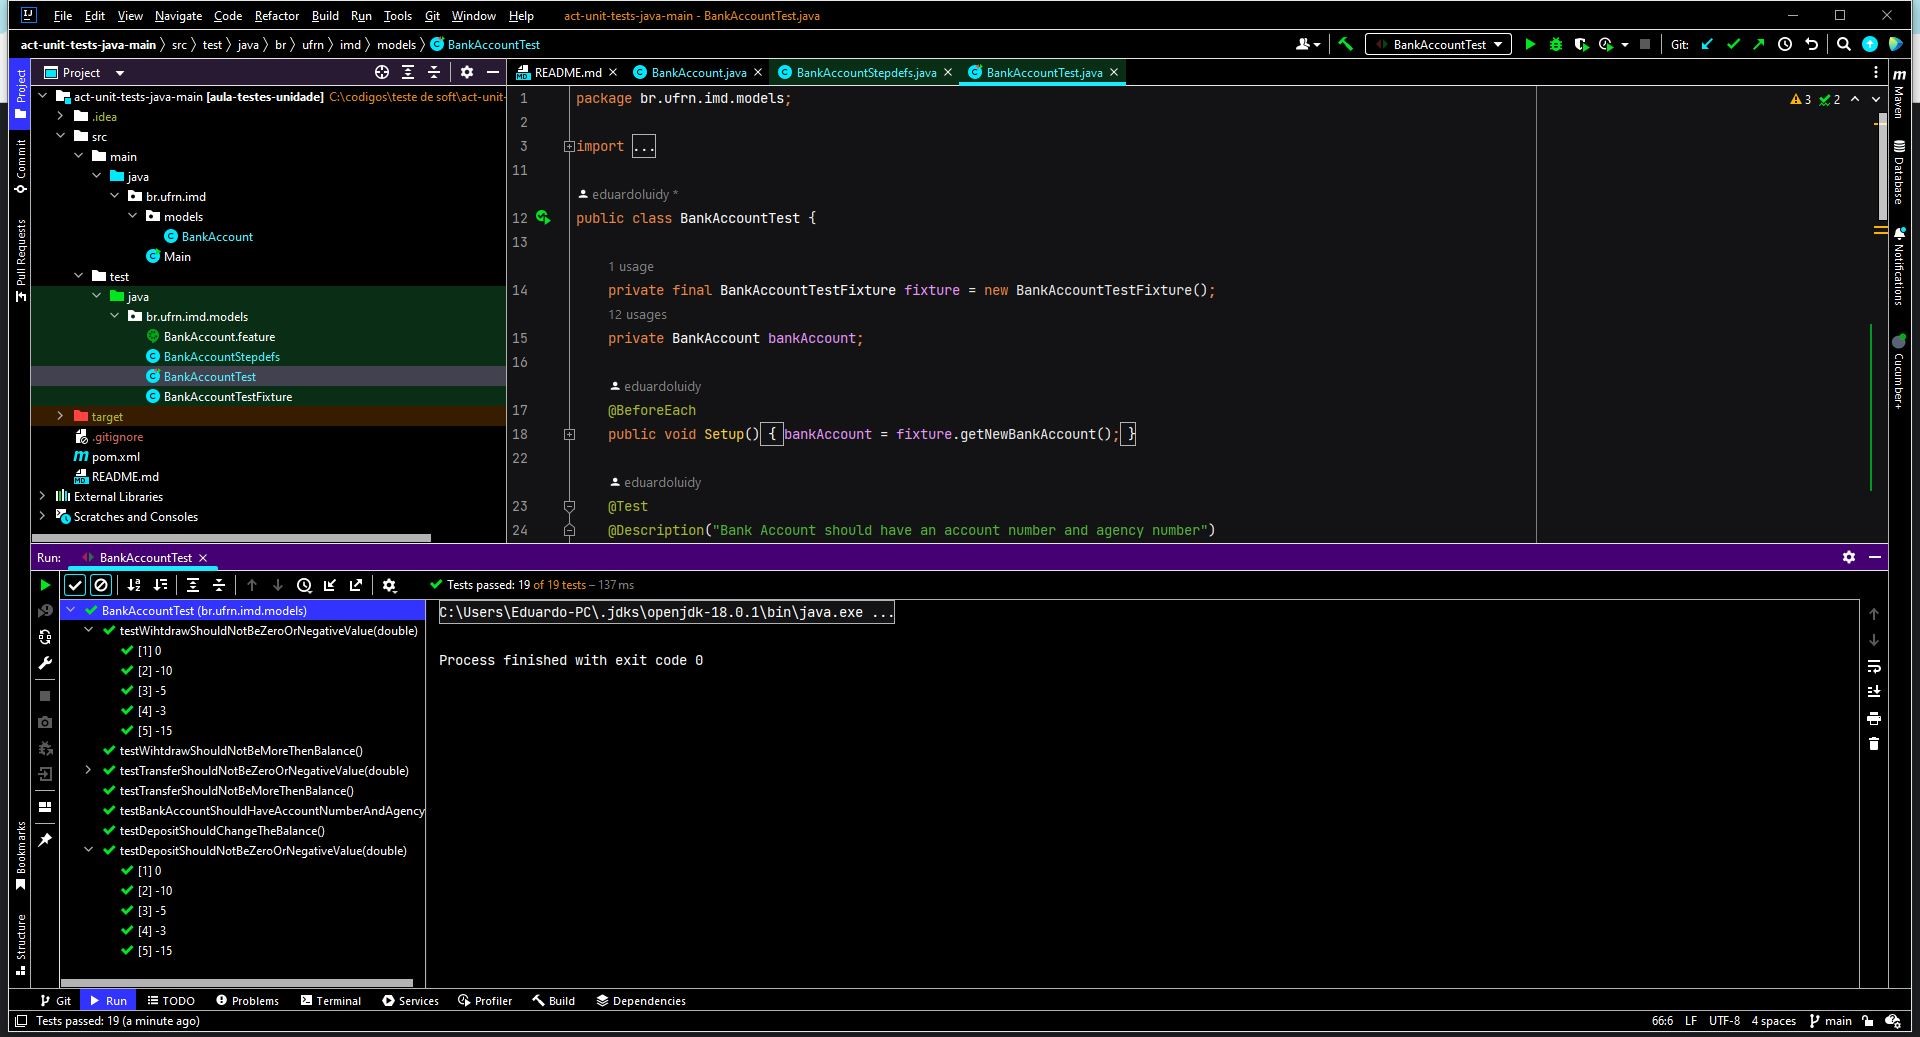 File Edit View Navigate Code Refactor Build Run Tools Git Window Help act-unit-tests-java-main - BankAccountTest.java
act-unit-tests-java-main src test java br ufrn imd models BankAccountTest
BankAccountTest Git:
Project
README.md BankAccount.java BankAccountStepdefs.java BankAccountTest.java
Project
Commit
Pull Requests
Bookmarks
Structure
act-unit-tests-java-main [aula-testes-unidade] C:\codigos\teste de soft\act-unit-
.idea
src
main
java
br.ufrn.imd
models
BankAccount
Main
test
java
br.ufrn.imd.models
BankAccount.feature
BankAccountStepdefs
BankAccountTest
BankAccountTestFixture
target
.gitignore
pom.xml
README.md
External Libraries
Scratches and Consoles
1 package br.ufrn.imd.models;
2
3 import ...
11
eduardoluidy *
12 public class BankAccountTest {
13
1 usage
14 private final BankAccountTestFixture fixture = new BankAccountTestFixture();
12 usages
15 private BankAccount bankAccount;
16
eduardoluidy
17 @BeforeEach
18 public void Setup() { bankAccount = fixture.getNewBankAccount(); }
22
eduardoluidy
23 @Test
24 @Description("Bank Account should have an account number and agency number")
3 2
Maven
Database
Notifications
Cucumber+
Run: BankAccountTest
Tests passed: 19 of 19 tests – 137 ms
BankAccountTest (br.ufrn.imd.models)
testWihtdrawShouldNotBeZeroOrNegativeValue(double)
[1] 0
[2] -10
[3] -5
[4] -3
[5] -15
testWihtdrawShouldNotBeMoreThenBalance()
testTransferShouldNotBeZeroOrNegativeValue(double)
testTransferShouldNotBeMoreThenBalance()
testBankAccountShouldHaveAccountNumberAndAgency
testDepositShouldChangeTheBalance()
testDepositShouldNotBeZeroOrNegativeValue(double)
[1] 0
[2] -10
[3] -5
[4] -3
[5] -15
C:\Users\Eduardo-PC\.jdks\openjdk-18.0.1\bin\java.exe ...
Process finished with exit code 0
Git Run TODO Problems Terminal Services Profiler Build Dependencies
Tests passed: 19 (a minute ago) 66:6 LF UTF-8 4 spaces main